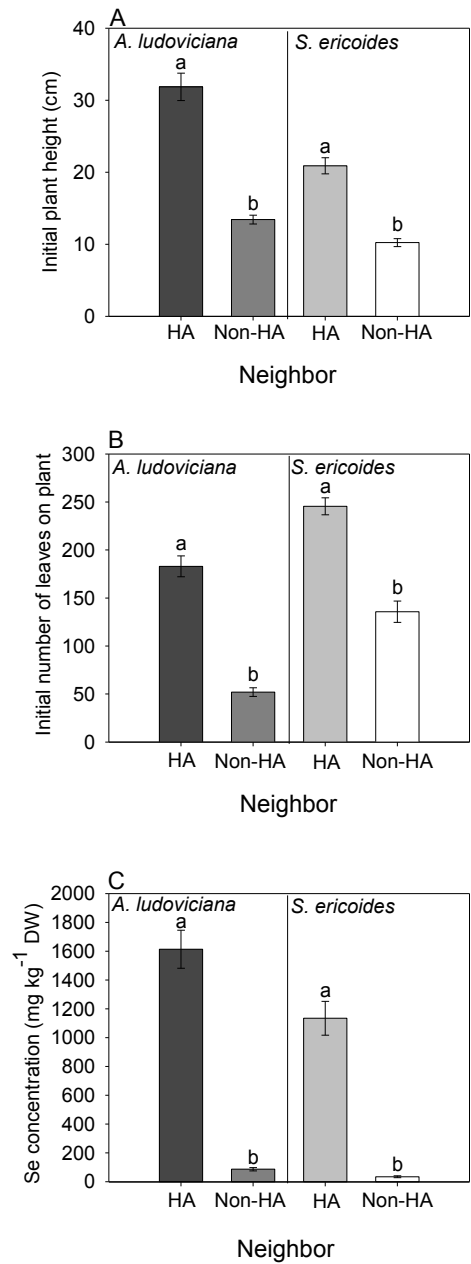 A
A. ludoviciana S. ericoides
a
a
b
b
40
30
20
10
0
Initial plant height (cm)
HA Non-HA HA Non-HA
Neighbor
B
A. ludoviciana S. ericoides
a
a
b
b
300
250
200
150
100
50
0
Initial number of leaves on plant
HA Non-HA HA Non-HA
Neighbor
C
A. ludoviciana S. ericoides
a
a
b
b
2000
1800
1600
1400
1200
1000
800
600
400
200
0
Se concentration (mg kg⁻¹ DW)
HA Non-HA HA Non-HA
Neighbor